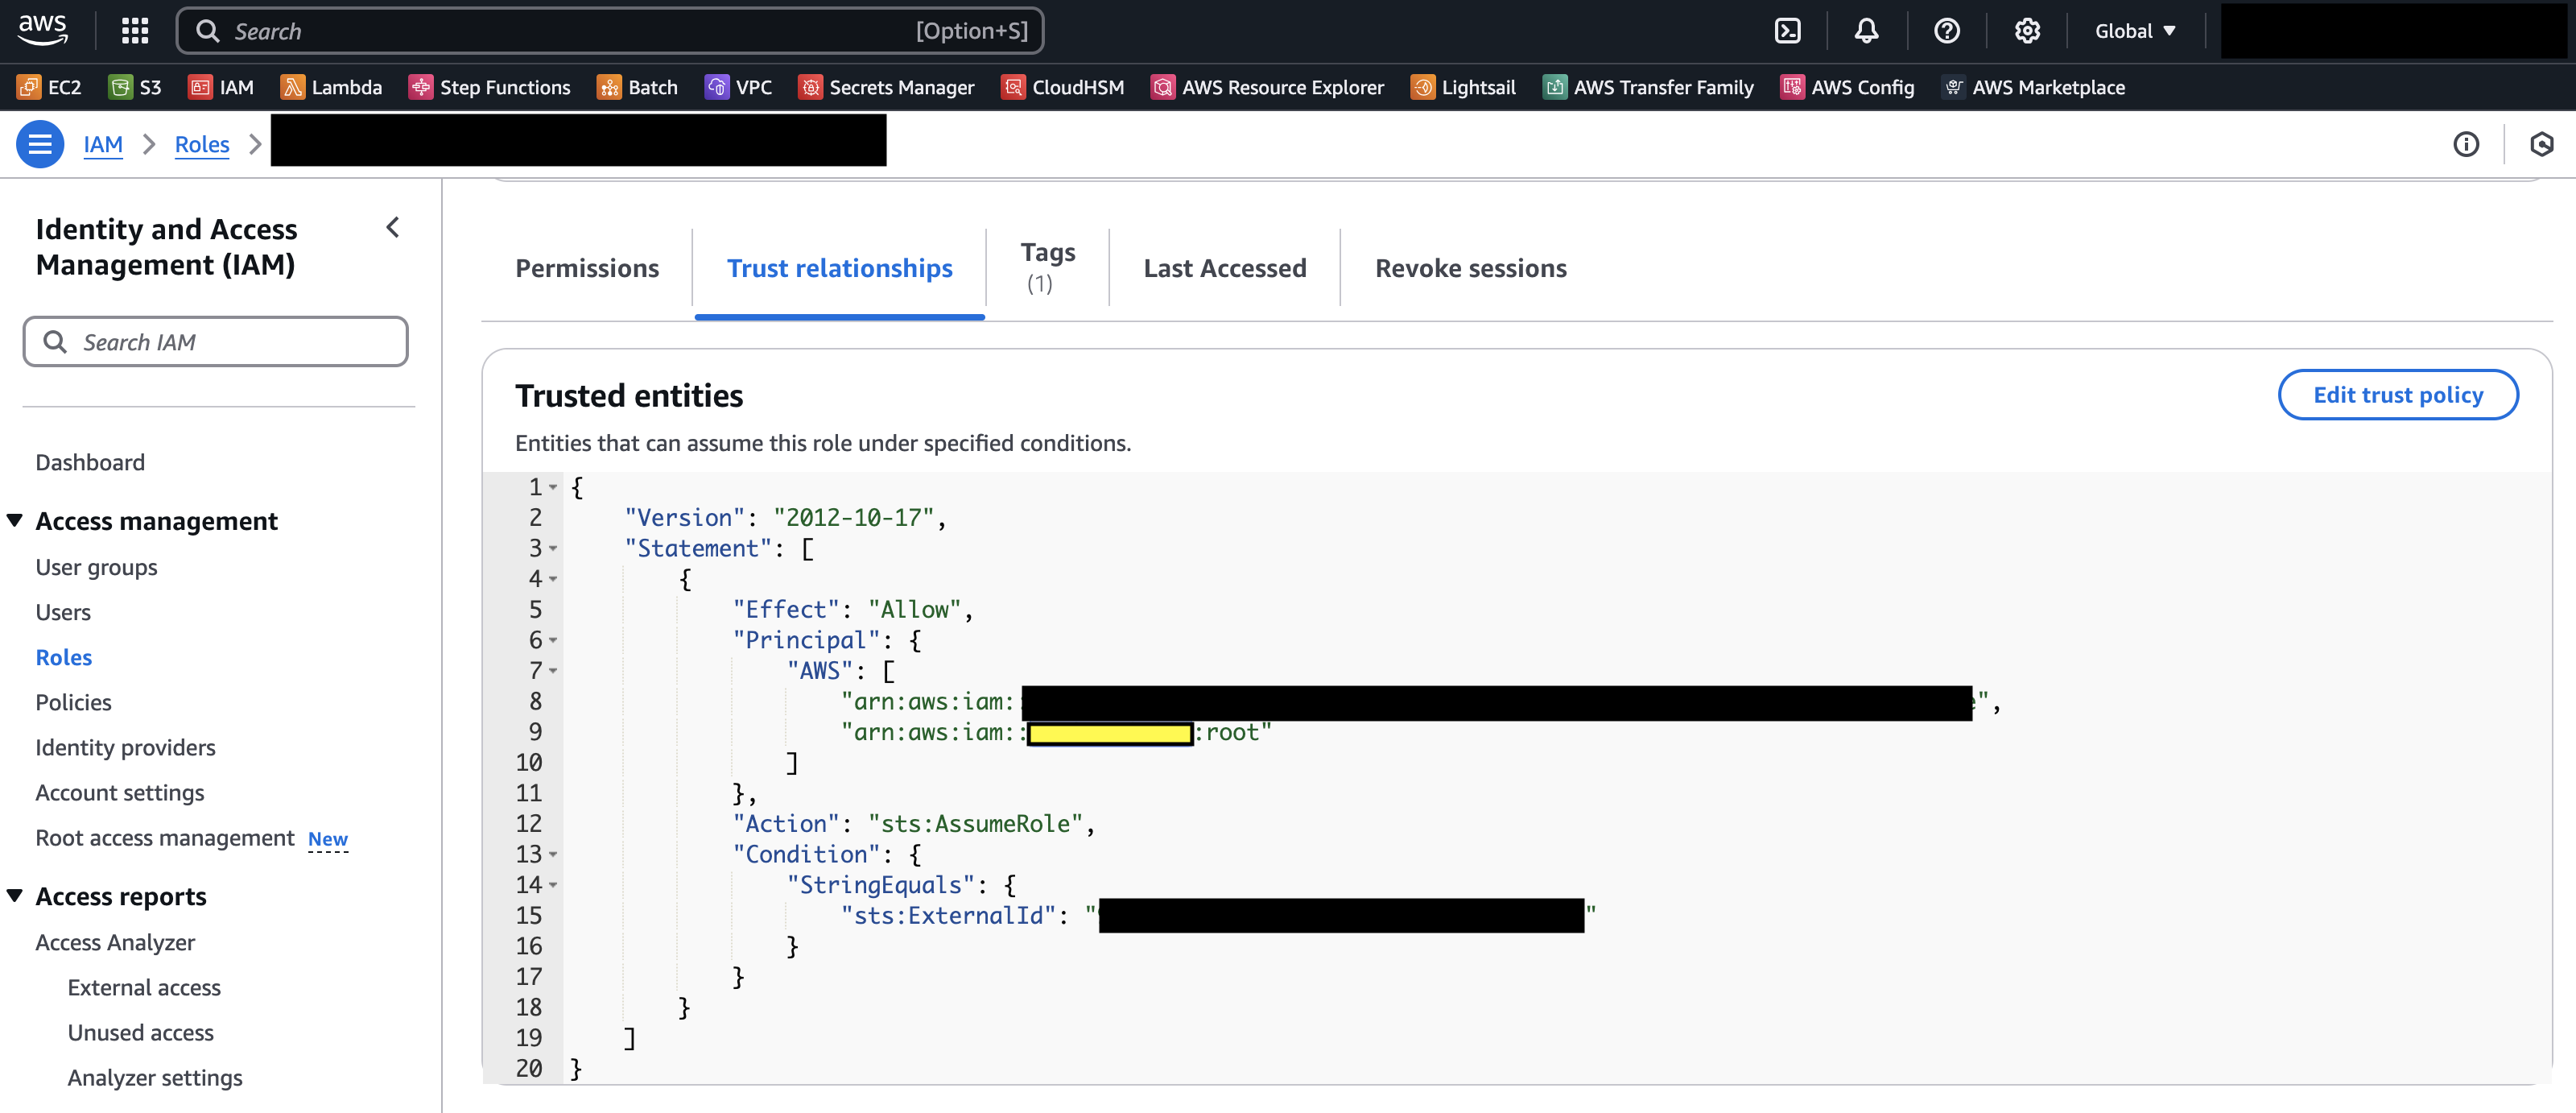 aws
Search [Option+S]
Global
EC2 S3 IAM Lambda Step Functions Batch VPC Secrets Manager CloudHSM AWS Resource Explorer Lightsail AWS Transfer Family AWS Config AWS Marketplace
IAM > Roles >
Identity and Access
Management (IAM)
Search IAM
Dashboard
Access management
User groups
Users
Roles
Policies
Identity providers
Account settings
Root access management New
Access reports
Access Analyzer
External access
Unused access
Analyzer settings
Permissions
Trust relationships
Tags
(1)
Last Accessed
Revoke sessions
Trusted entities
Edit trust policy
Entities that can assume this role under specified conditions.
1 {
2 "Version": "2012-10-17",
3 "Statement": [
4 {
5 "Effect": "Allow",
6 "Principal": {
7 "AWS": [
8 "arn:aws:iam: ",
9 "arn:aws:iam:: :root"
10 ]
11 },
12 "Action": "sts:AssumeRole",
13 "Condition": {
14 "StringEquals": {
15 "sts:ExternalId": " "
16 }
17 }
18 }
19 ]
20 }